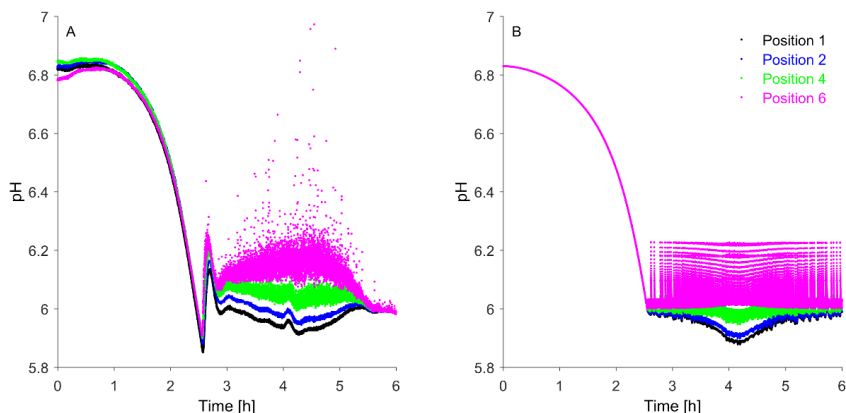 A
7
6.8
6.6
6.4
6.2
6
5.8
pH
0 1 2 3 4 5 6
Time [h]
B
7
6.8
6.6
6.4
6.2
6
5.8
pH
0 1 2 3 4 5 6
Time [h]
Position 1
Position 2
Position 4
Position 6